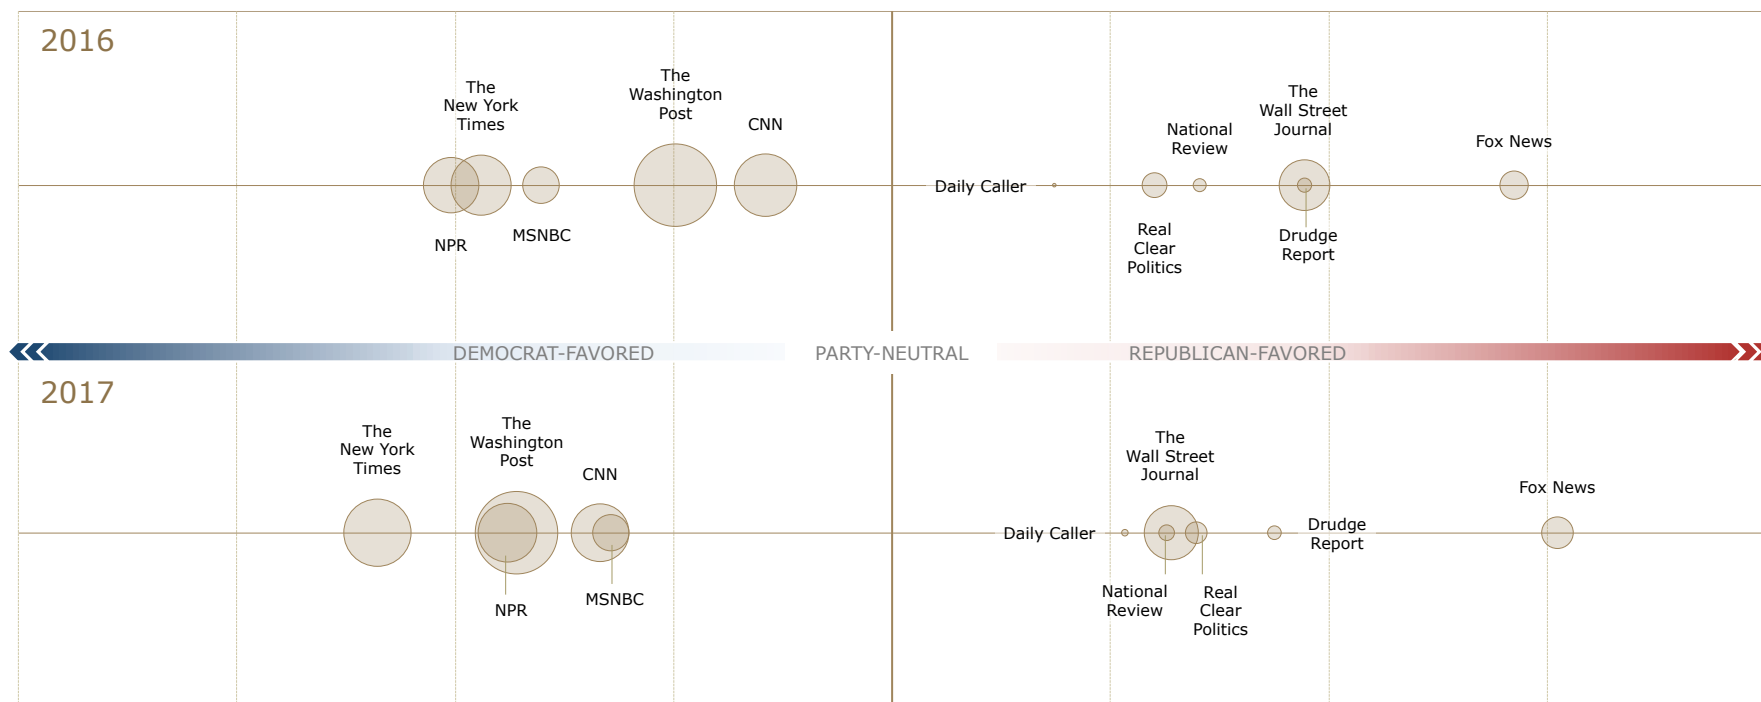 2016
The
New York
Times
The
Washington
Post
CNN
NPR
MSNBC
Daily Caller
National
Review
The
Wall Street
Journal
Fox News
Real
Clear
Politics
Drudge
Report
DEMOCRAT-FAVORED
PARTY-NEUTRAL
REPUBLICAN-FAVORED
2017
The
New York
Times
The
Washington
Post
CNN
NPR
MSNBC
Daily Caller
The
Wall Street
Journal
Fox News
Drudge
Report
National
Review
Real
Clear
Politics